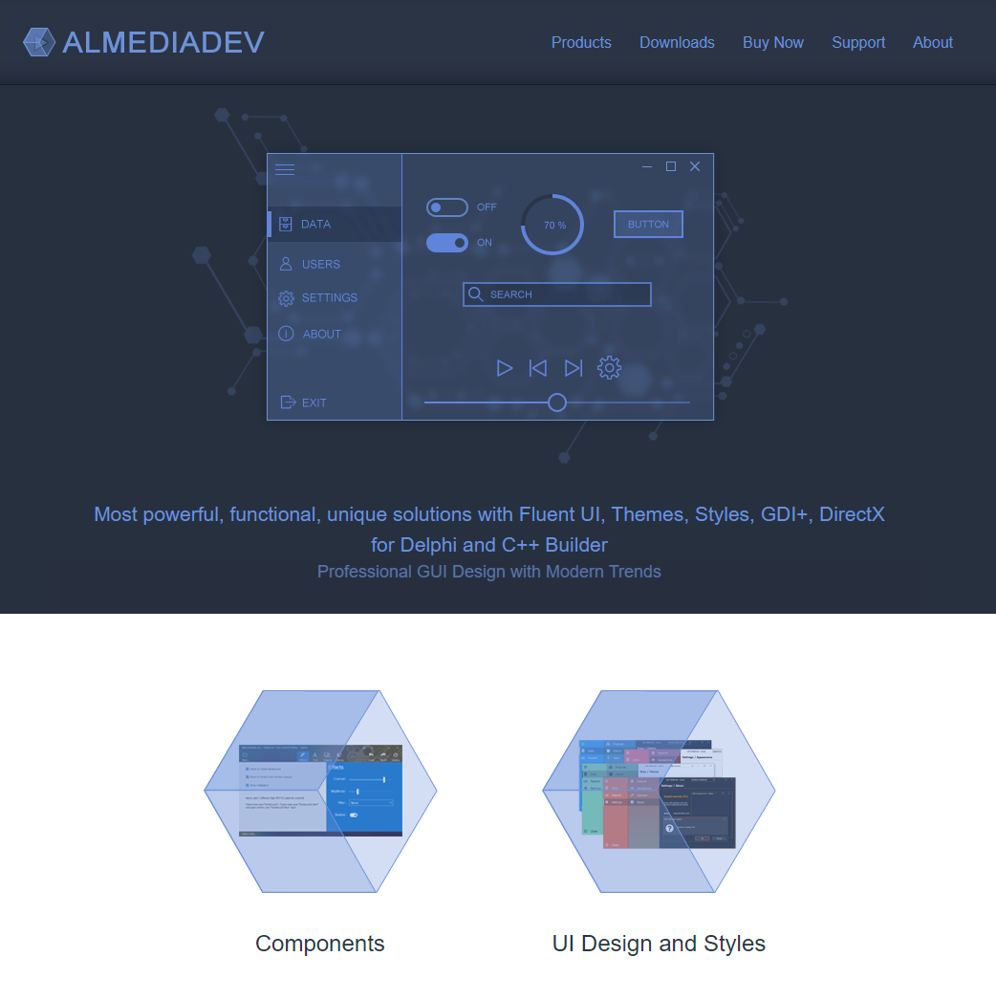 ALMEDIADEV
Products Downloads Buy Now Support About
OFF
70 %
BUTTON
DATA
ON
USERS
SEARCH
SETTINGS
ABOUT
EXIT
Most powerful, functional, unique solutions with Fluent UI, Themes, Styles, GDI+, DirectX
for Delphi and C++ Builder
Professional GUI Design with Modern Trends
Components
UI Design and Styles